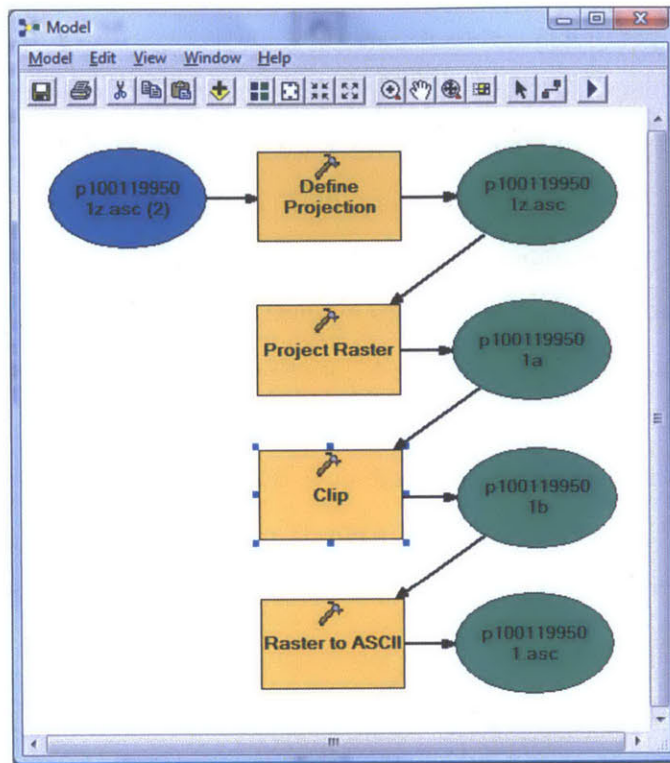 Model
Model Edit View Window Help
p100119950
1z.asc (2)
Define
Projection
p100119950
1z.asc
Project Raster
p100119950
1a
Clip
p100119950
1b
Raster to ASCII
p100119950
1.asc